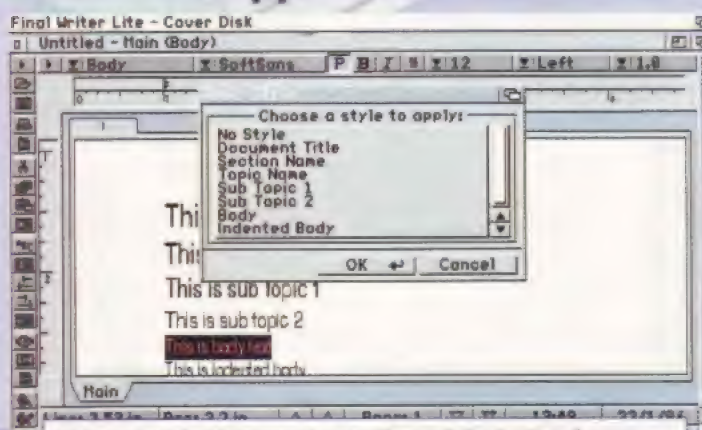 Final Writer Lite - Cover Disk
Untitled - Main (Body)
Body SoftSans P B I 12 Left 1.0
Choose a style to apply:
No Style
Document Title
Section Name
Topic Name
Sub Topic 1
Sub Topic 2
Body
Indented Body
OK Cancel
Thi
Thi
This is sub topic 1
This is sub topic 2
This is body text
This is indented body
Main